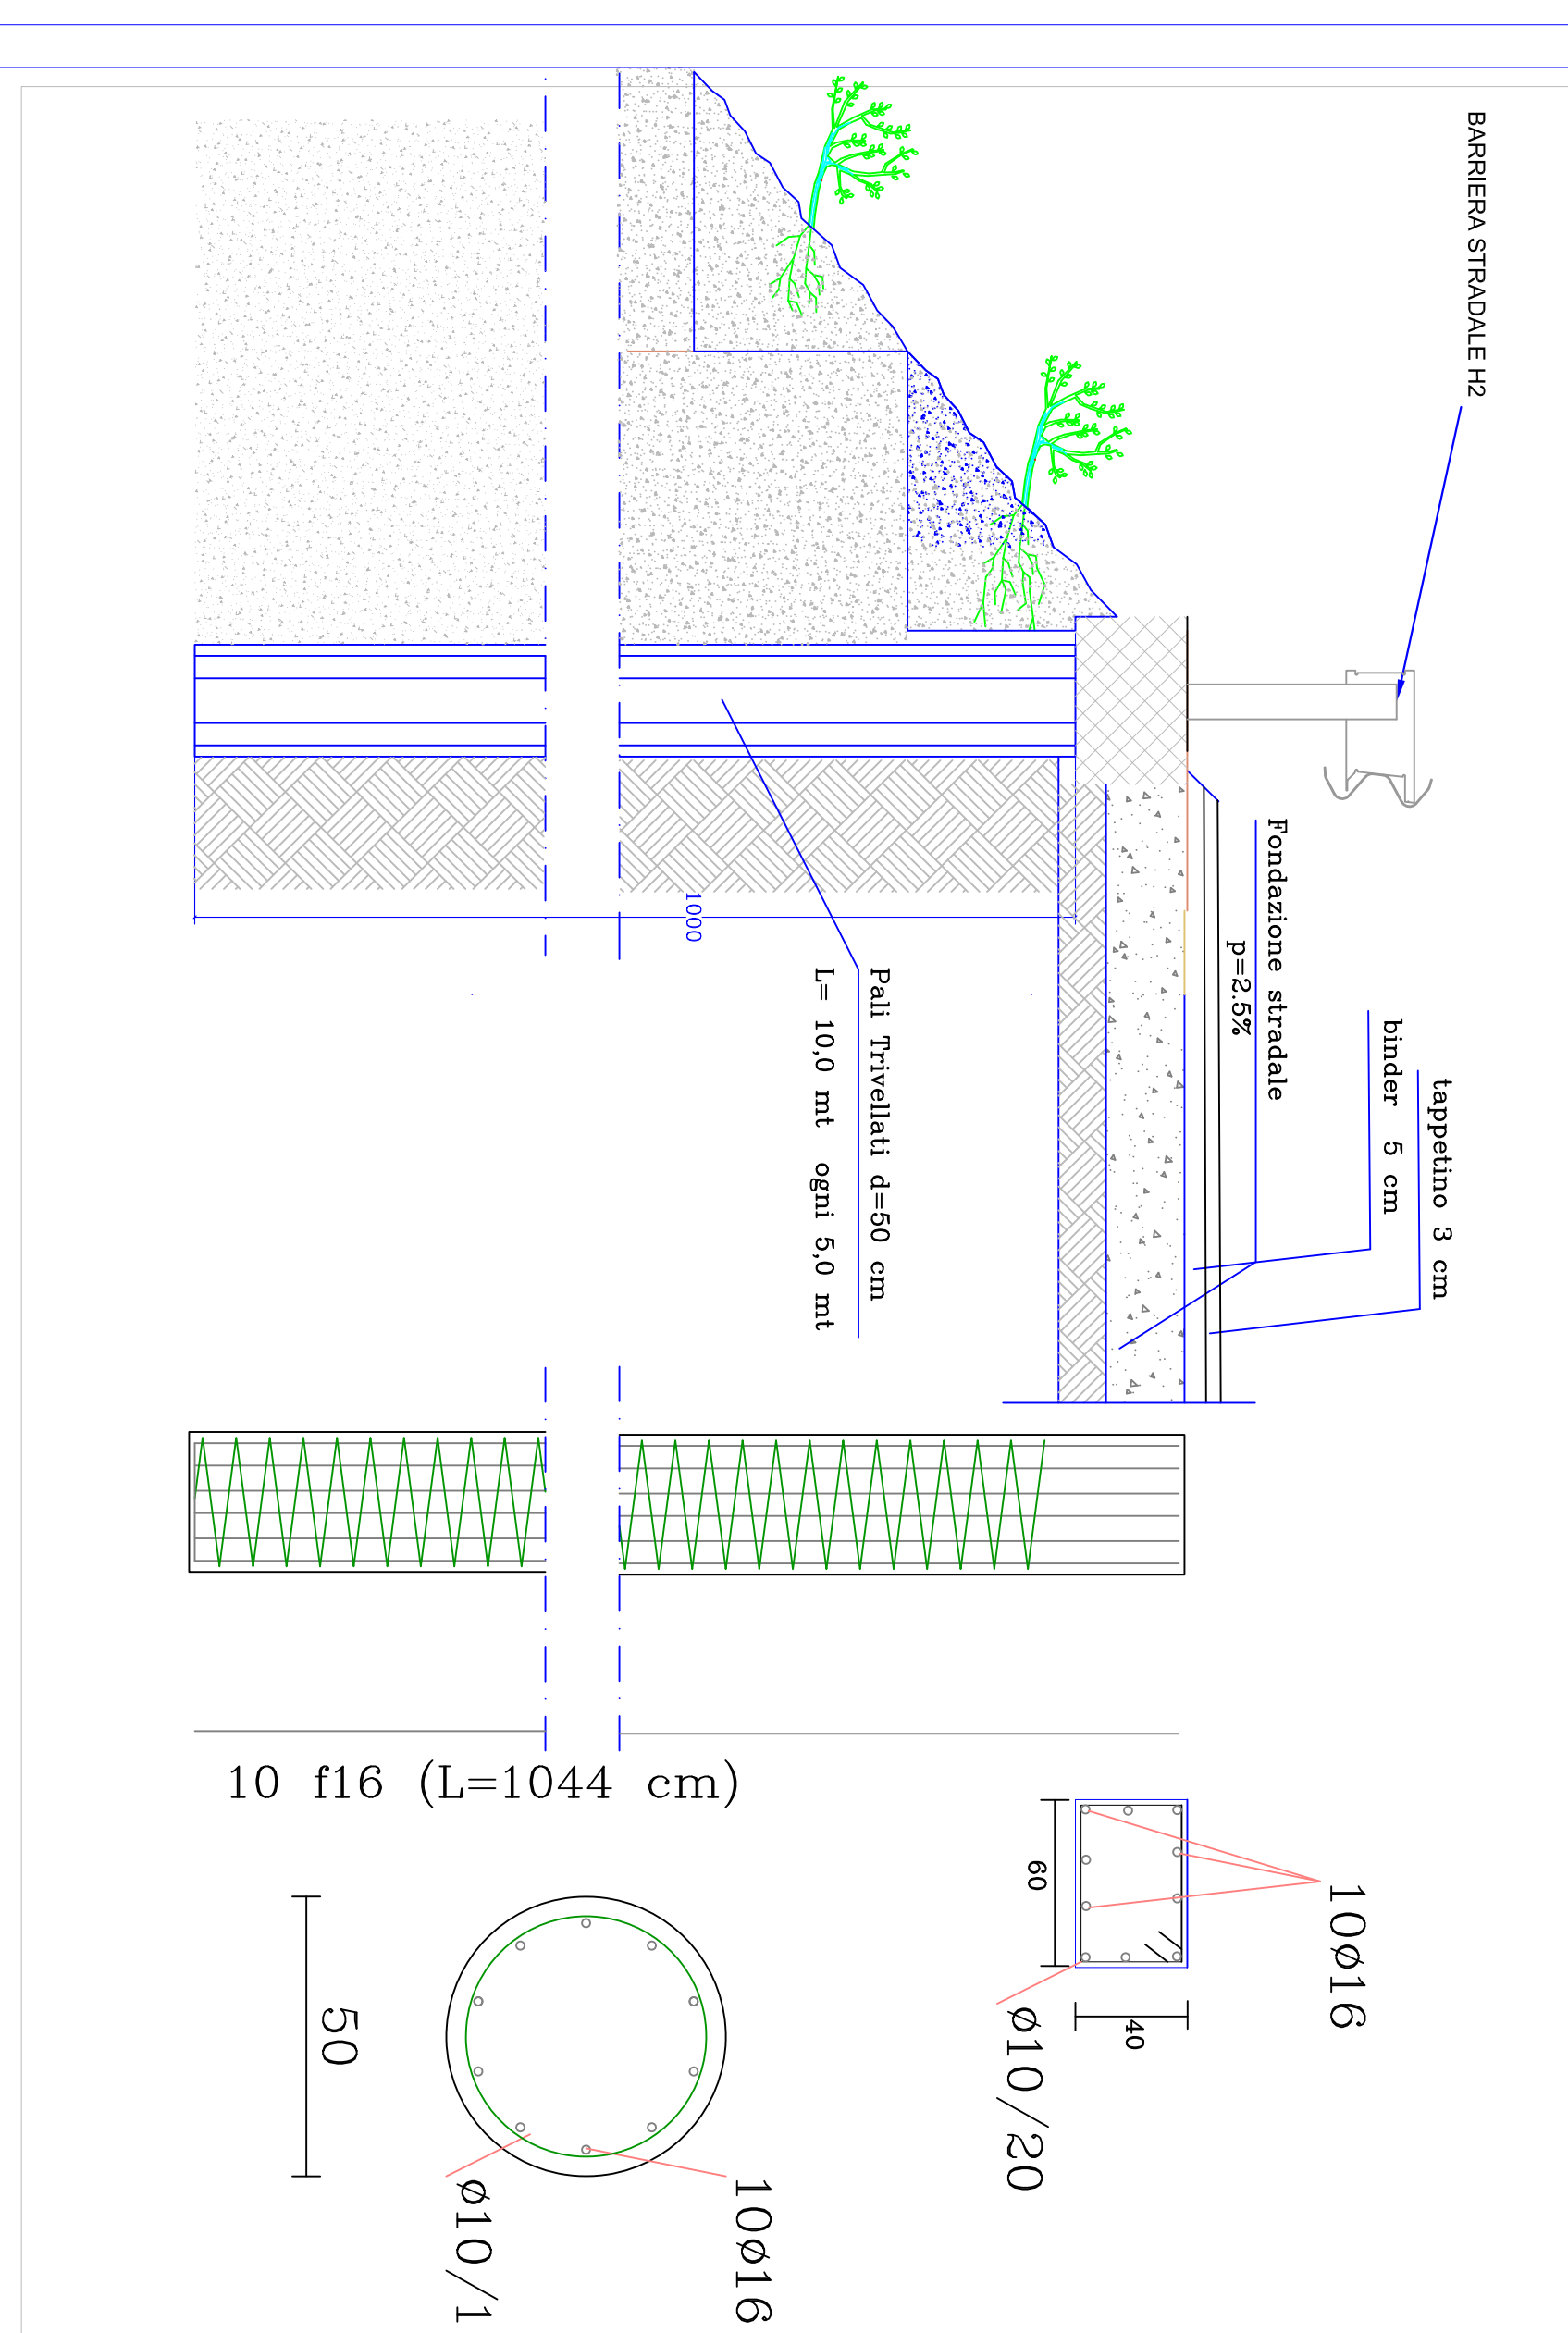 BARRIERA STRADALE H2
tappetino 3 cm
binder 5 cm
Fondazione stradale
p=2.5%
Pali Trivellati d=50 cm
L= 10,0 mt ogni 5,0 mt
1000
10 f16 (L=1044 cm)
10ø16
60
40
ø10/20
10ø16
ø10/1
50